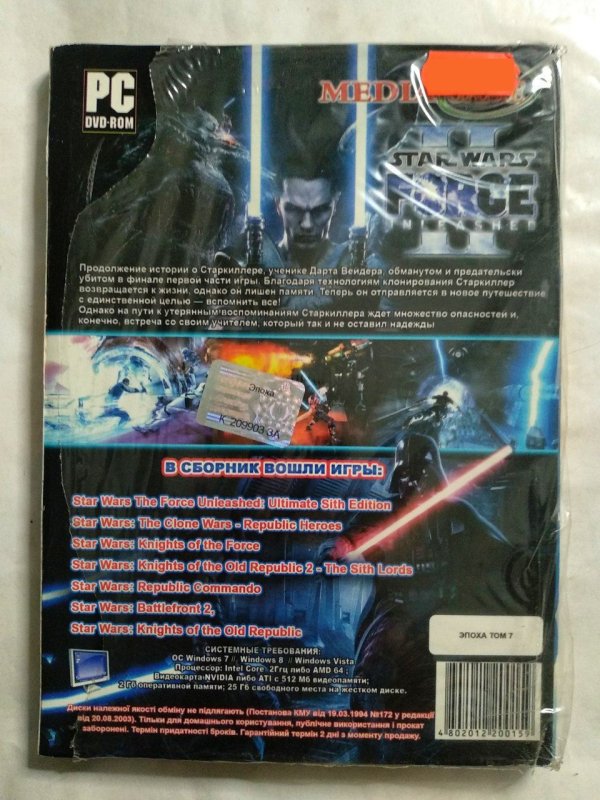 PC
DVD-ROM
MEDI
II
STAR WARS
FORCE
Продолжение истории о Старкиллере, ученике Дарта Вейдера, обманутом и предательски
убитом в финале первой части игры. Благодаря технологиям клонирования Старкиллер
возвращается к жизни, однако он лишен памяти. Теперь он отправляется в новое путешествие
с единственной целью — вспомнить все!
Однако на пути к утерянным воспоминаниям Старкиллера ждет множество опасностей и,
конечно, встреча со своим учителем, который так и не оставил надежды
Эпоха
К 209903 ЗА
В СБОРНИК ВОШЛИ ИГРЫ:
Star Wars The Force Unleashed: Ultimate Sith Edition
Star Wars: The Clone Wars - Republic Heroes
Star Wars: Knights of the Force
Star Wars: Knights of the Old Republic 2 - The Sith Lords
Star Wars: Republic Commando
Star Wars: Battlefront 2,
Star Wars: Knights of the Old Republic
ЭПОХА ТОМ 7
СИСТЕМНЫЕ ТРЕБОВАНИЯ:
ОС Windows 7 // Windows 8 // Windows Vista
Процессор: Intel Core 2Ггц либо AMD 64 ;
Видеокарта NVIDIA либо ATI с 512 Мб видеопамяти;
2 Гб оперативной памяти; 25 Гб свободного места на жестком диске.
Диски належної якості обміну не підлягають (Постанова КМУ від 19.03.1994 №172 у редакції
від 20.08.2003). Тільки для домашнього користування, публічне використання і прокат
заборонені. Термін придатності 5років. Гарантійний термін 2 дні з моменту продажу.
4 802012 200159